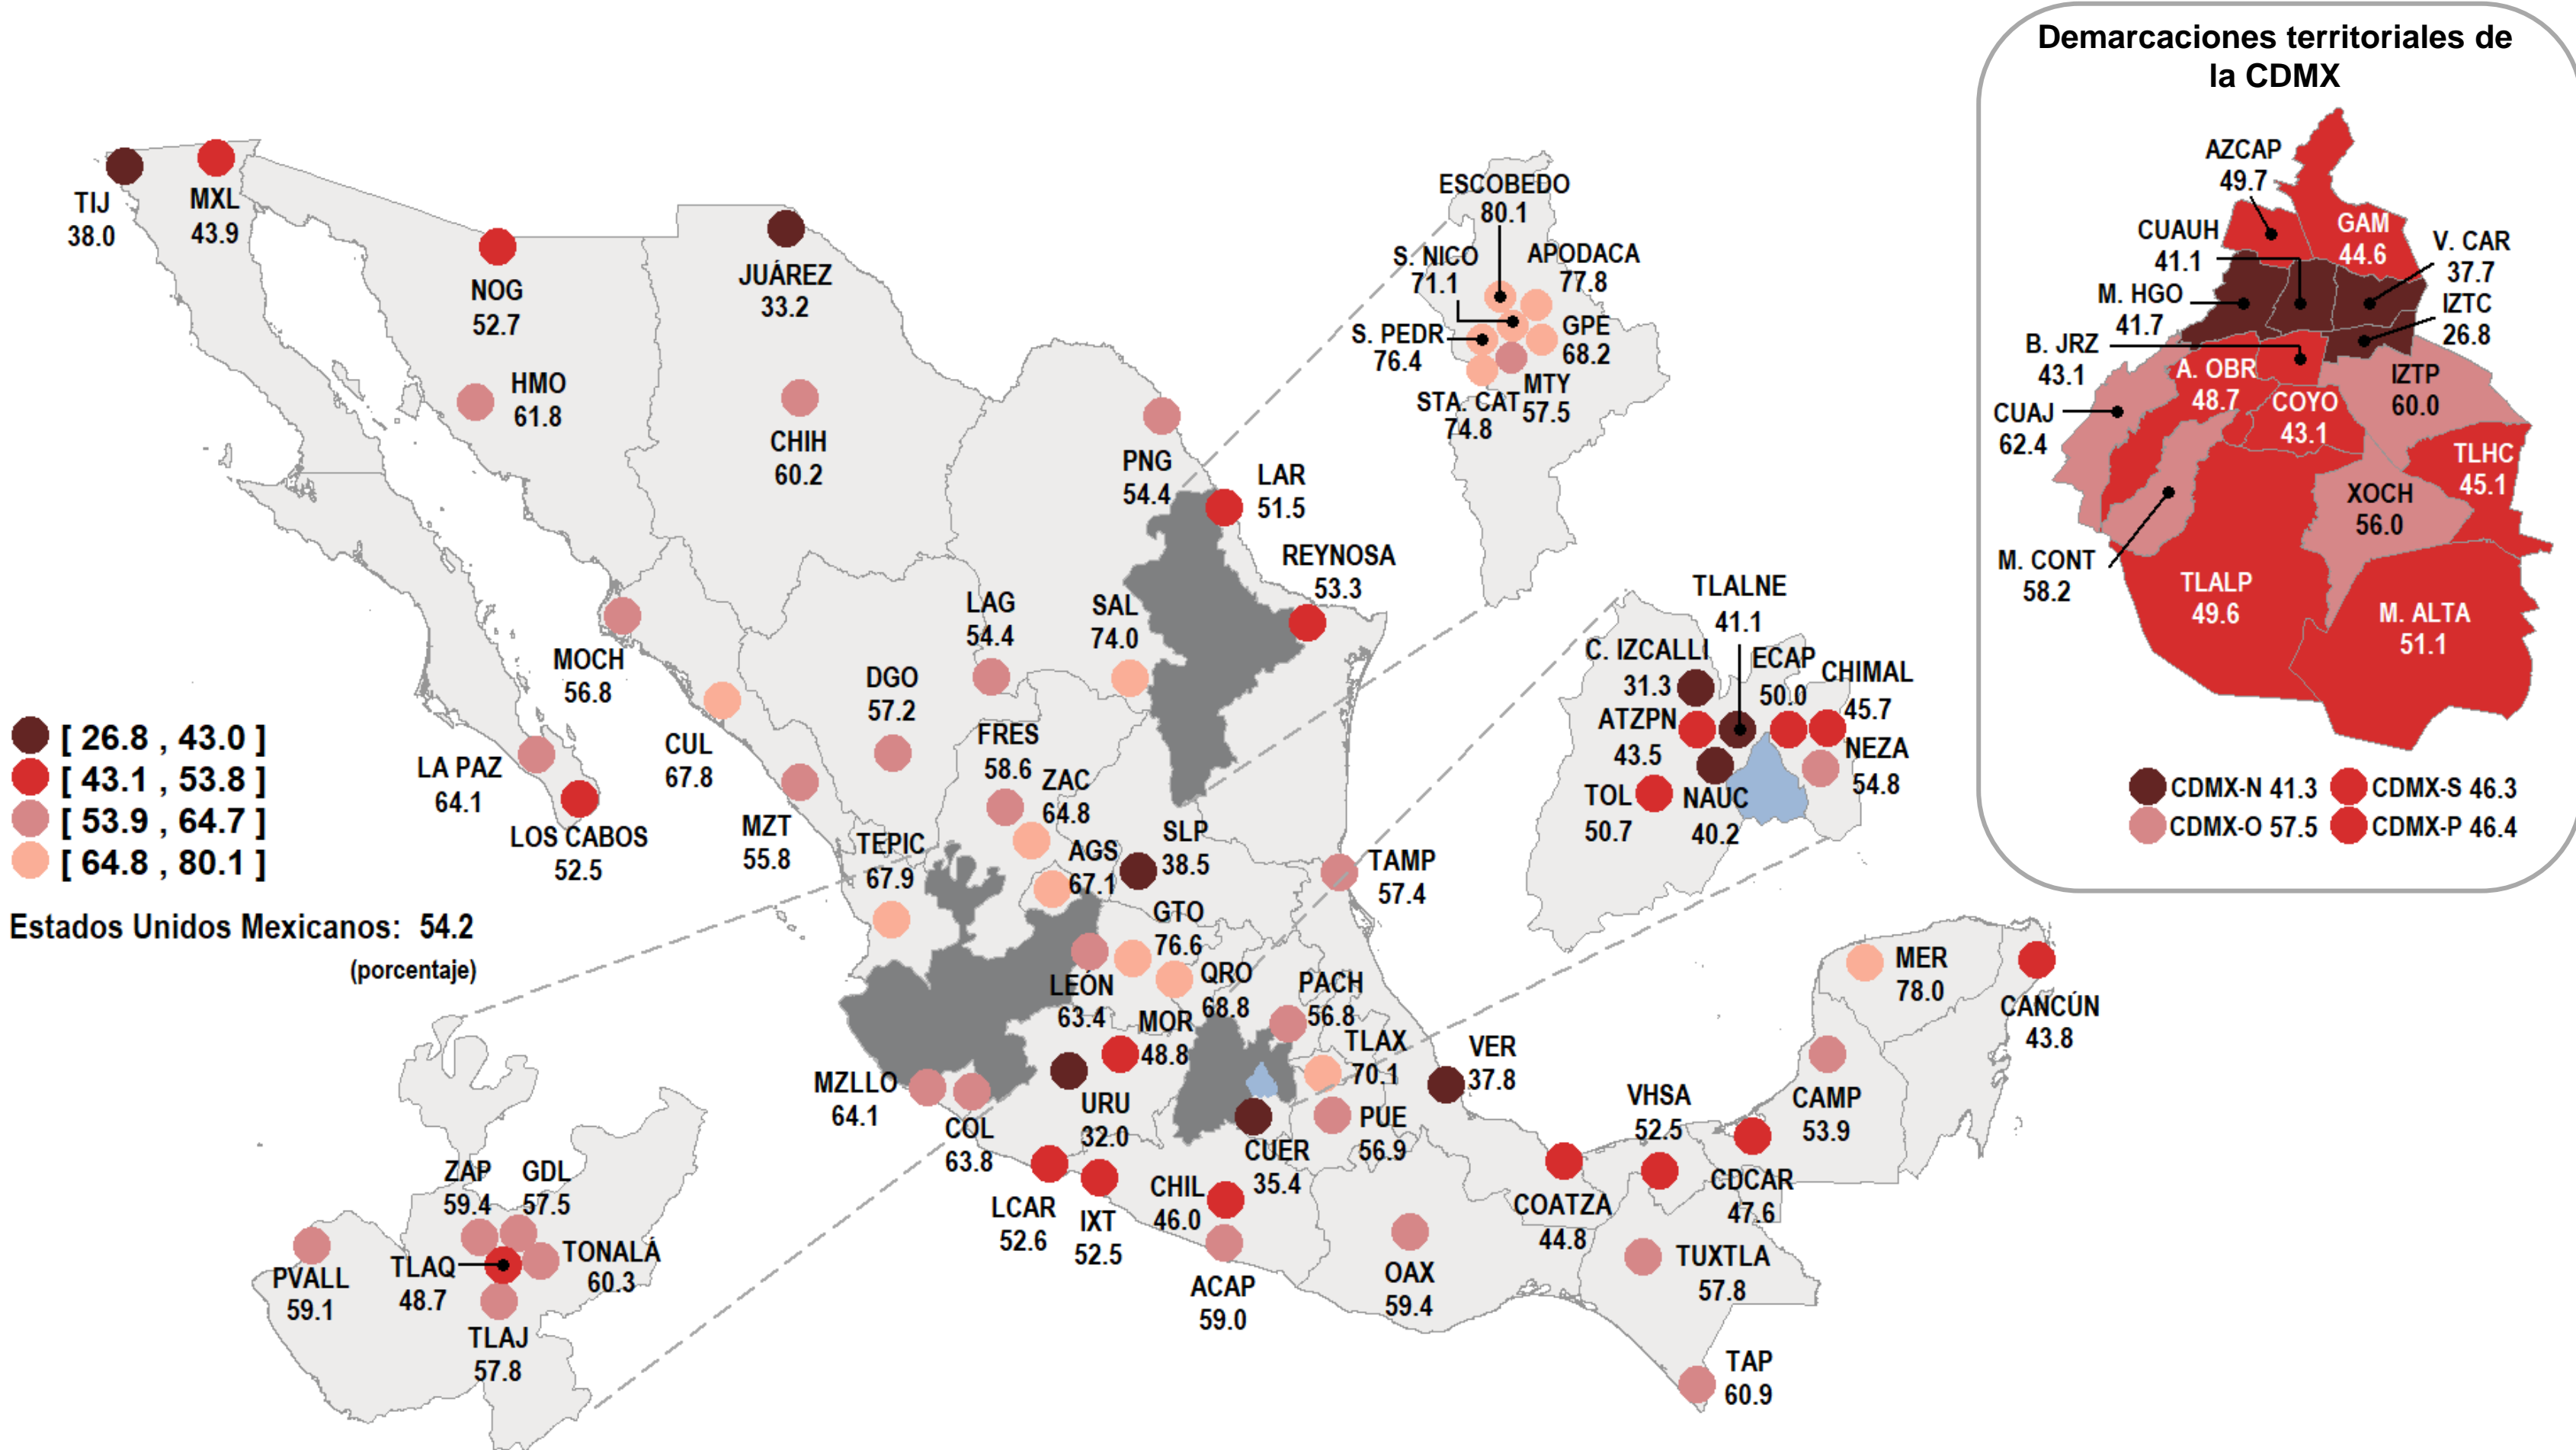 Demarcaciones territoriales de
la CDMX
AZCAP
49.7
CUAUH
41.1
GAM
44.6
V. CAR
37.7
M. HGO
41.7
IZTC
26.8
B. JRZ
43.1
A. OBR
48.7
IZTP
60.0
CUAJ
62.4
COYO
43.1
TLHC
45.1
XOCH
56.0
M. CONT
58.2
TLALP
49.6
M. ALTA
51.1
CDMX-N 41.3
CDMX-S 46.3
CDMX-O 57.5
CDMX-P 46.4
TIJ
38.0
MXL
43.9
NOG
52.7
JUÁREZ
33.2
HMO
61.8
CHIH
60.2
ESCOBEDO
80.1
S. NICO
71.1
APODACA
77.8
S. PEDR
76.4
GPE
68.2
STA. CAT
74.8
MTY
57.5
PNG
54.4
LAR
51.5
REYNOSA
53.3
LAG
54.4
SAL
74.0
MOCH
56.8
DGO
57.2
CUL
67.8
FRES
58.6
ZAC
64.8
LA PAZ
64.1
LOS CABOS
52.5
MZT
55.8
TEPIC
67.9
AGS
67.1
SLP
38.5
TAMP
57.4
TLALNE
41.1
C. IZCALLI
31.3
ECAP
50.0
CHIMAL
45.7
ATZPN
43.5
NEZA
54.8
TOL
50.7
NAUC
40.2
[ 26.8 , 43.0 ]
[ 43.1 , 53.8 ]
[ 53.9 , 64.7 ]
[ 64.8 , 80.1 ]
Estados Unidos Mexicanos: 54.2
(porcentaje)
GTO
76.6
LEÓN
63.4
QRO
68.8
PACH
56.8
MOR
48.8
TLAX
70.1
VER
37.8
MZLLO
64.1
COL
63.8
URU
32.0
CUER
35.4
PUE
56.9
LCAR
52.6
IXT
52.5
CHIL
46.0
ACAP
59.0
OAX
59.4
COATZA
44.8
VHSA
52.5
CDCAR
47.6
CAMP
53.9
MER
78.0
CANCÚN
43.8
TUXTLA
57.8
TAP
60.9
ZAP
59.4
GDL
57.5
PVALL
59.1
TLAQ
48.7
TONALÁ
60.3
TLAJ
57.8